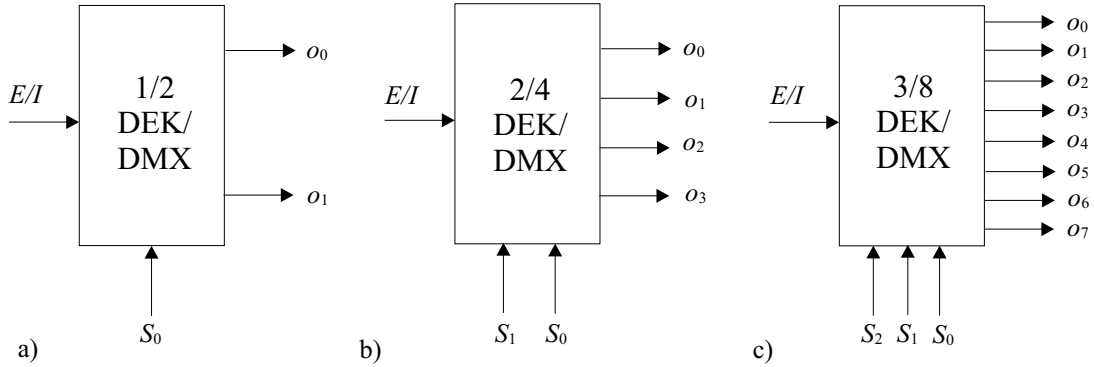 E/I
1/2
DEK/
DMX
o0
o1
S0
a)
E/I
2/4
DEK/
DMX
o0
o1
o2
o3
S1 S0
b)
E/I
3/8
DEK/
DMX
o0
o1
o2
o3
o4
o5
o6
o7
S2 S1 S0
c)